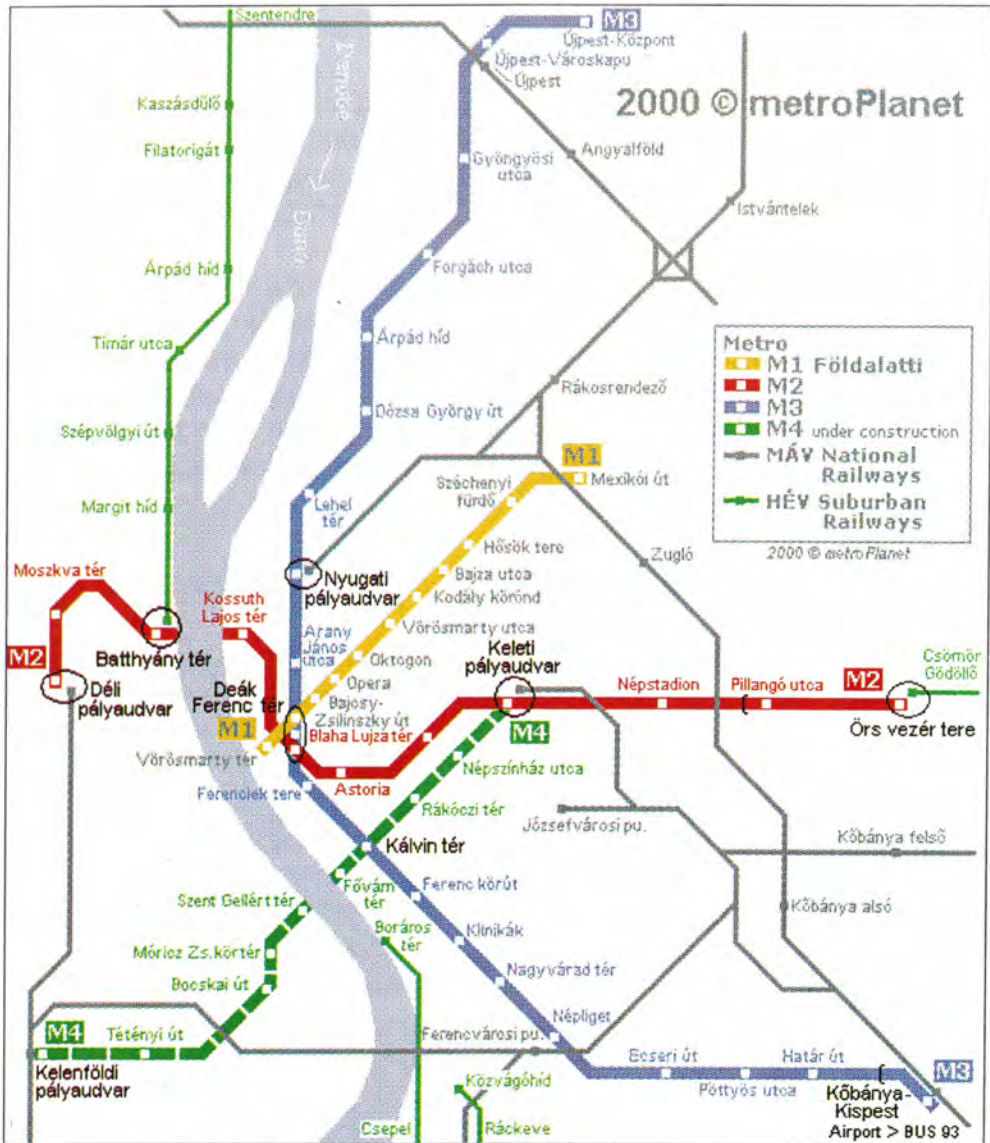 Szentendre
M3
Újpest-Központ
Újpest-Városkapu
Újpest
Danube
Duna
2000 © metroPlanet
Kaszásdűlő
Filatorigát
Gyöngyösi
utca
Angyalföld
Istvántelek
Árpád híd
Forgách utca
Tímár utca
Árpád híd
Metro
M1 Földalatti
M2
M3
M4 under construction
MÁV National
Railways
HÉV Suburban
Railways
2000 © metroPlanet
Rákosrendező
Dózsa György út
Szépvölgyi út
M1
Széchenyi
fürdő
Mexikói út
Margit híd
Lehel
tér
Hősök tere
Zugló
Moszkva tér
Nyugati
pályaudvar
Bajza utca
Kodály körönd
Kossuth
Lajos tér
Vörösmarty utca
Arany
János
utca
M2
Batthyány tér
Oktogon
Keleti
pályaudvar
Csömör
Gödöllő
Déli
pályaudvar
Deák
Ferenc tér
Opera
Bajcsy-
Zsilinszky út
Népstadion
Pillangó utca
M2
Örs vezér tere
M1
Blaha Lujza tér
M4
Vörösmarty tér
Astoria
Népszínház utca
Ferenciek tere
Rákóczi tér
Józsefvárosi pu.
Kálvin tér
Kőbánya felső
Fővám
tér
Ferenc körút
Szent Gellért tér
Kőbánya alsó
Boráros
tér
Klinikák
Móricz Zs.körtér
Nagyvárad tér
Bocskai út
Népliget
M4
Tétényi út
Ferencvárosi pu.
Kelenföldi
pályaudvar
Ecseri út
Határ út
Pöttyös utca
M3
Közvágóhíd
Kőbánya-
Kispest
Airport > BUS 93
Csepel
Ráckeve